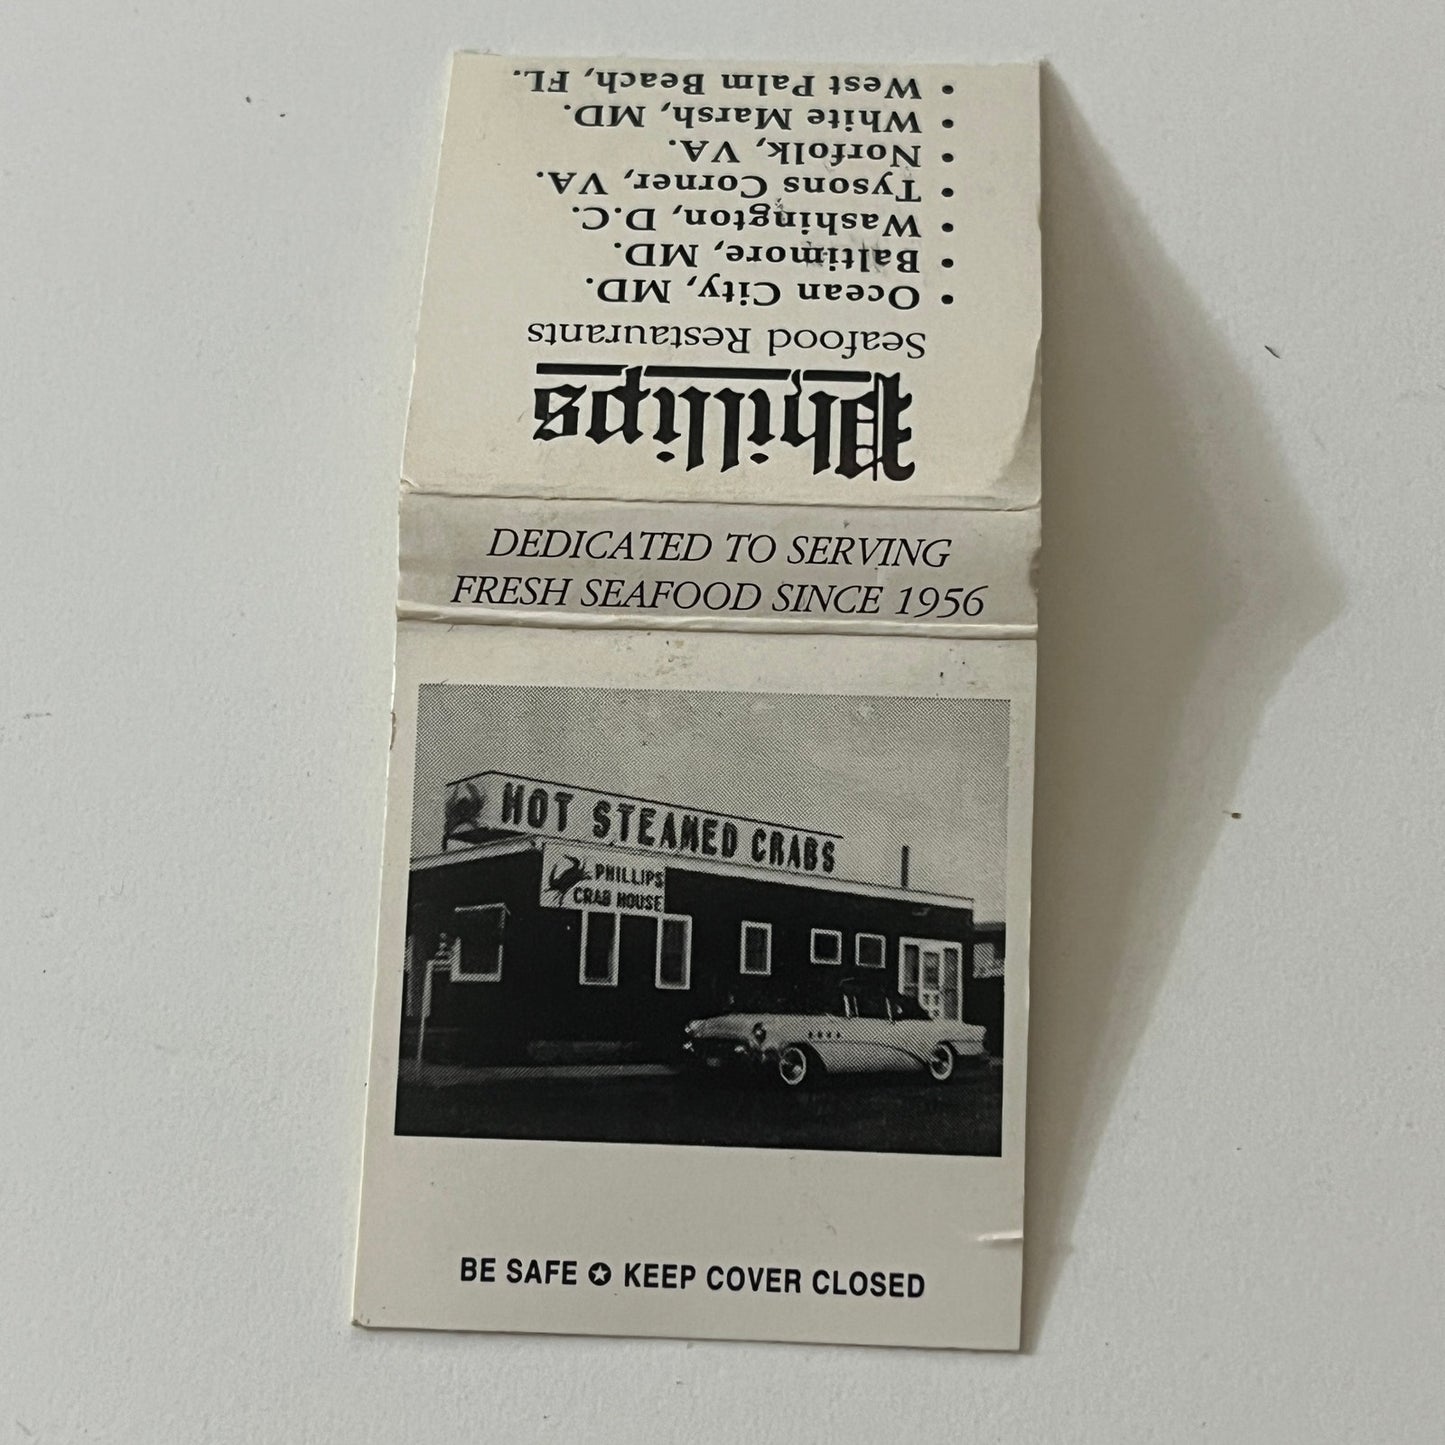 Phillips
Seafood Restaurants
• Ocean City, MD.
• Baltimore, MD.
• Washington, D.C.
• Tysons Corner, VA.
• Norfolk, VA.
• White Marsh, MD.
• West Palm Beach, FL.
DEDICATED TO SERVING
FRESH SEAFOOD SINCE 1956
HOT STEAMED CRABS
PHILLIPS
CRAB HOUSE
BE SAFE ✪ KEEP COVER CLOSED